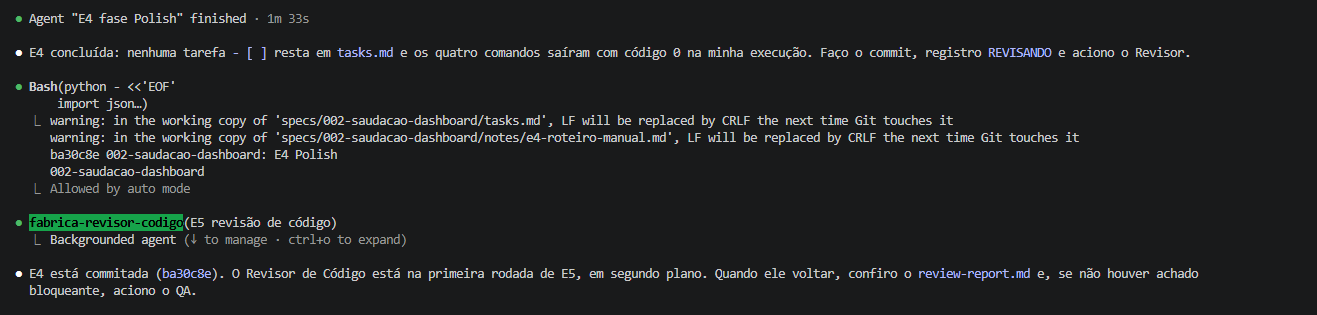 ● Agent "E4 fase Polish" finished · 1m 33s
● E4 concluída: nenhuma tarefa - [ ] resta em tasks.md e os quatro comandos saíram com código 0 na minha execução. Faço o commit, registro REVISANDO e aciono o Revisor.
● Bash(python - <<'EOF'
import json…)
⎿ warning: in the working copy of 'specs/002-saudacao-dashboard/tasks.md', LF will be replaced by CRLF the next time Git touches it
warning: in the working copy of 'specs/002-saudacao-dashboard/notes/e4-roteiro-manual.md', LF will be replaced by CRLF the next time Git touches it
ba30c8e 002-saudacao-dashboard: E4 Polish
002-saudacao-dashboard
⎿ Allowed by auto mode
● fabrica-revisor-codigo(E5 revisão de código)
⎿ Backgrounded agent (↓ to manage · ctrl+o to expand)
● E4 está commitada (ba30c8e). O Revisor de Código está na primeira rodada de E5, em segundo plano. Quando ele voltar, confiro o review-report.md e, se não houver achado
bloqueante, aciono o QA.